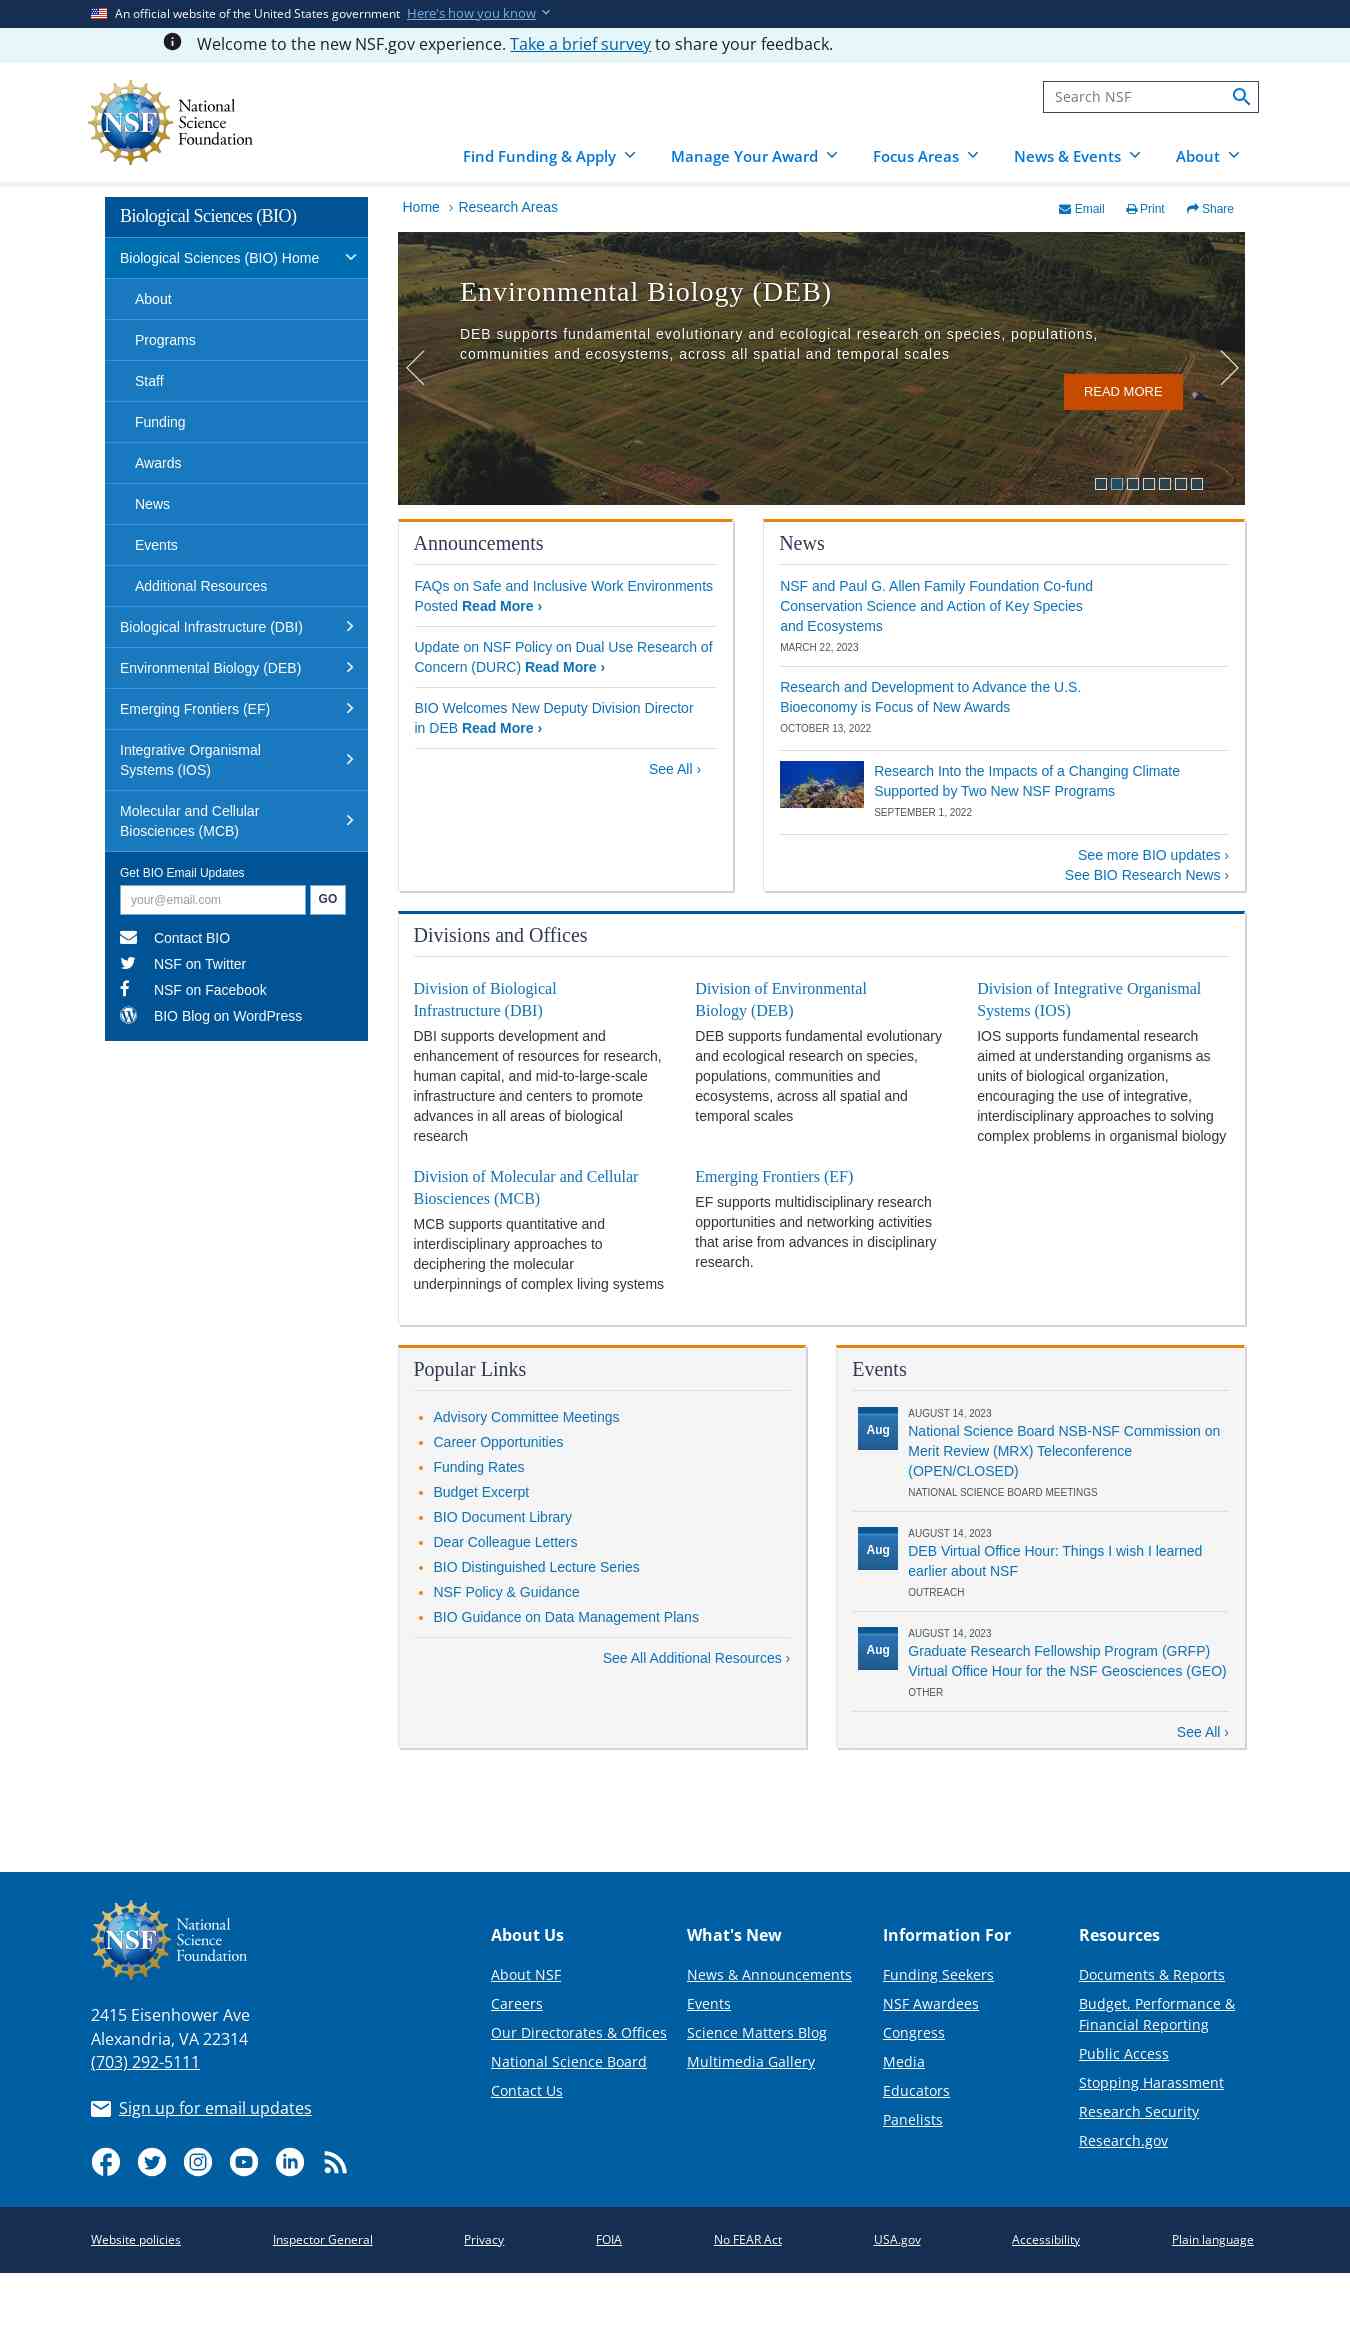 An official website of the United States government Here's how you know
Welcome to the new NSF.gov experience. Take a brief survey to share your feedback.
NSF
National
Science
Foundation
Search NSF
Find Funding & Apply
Manage Your Award
Focus Areas
News & Events
About
Biological Sciences (BIO)
Biological Sciences (BIO) Home
About
Programs
Staff
Funding
Awards
News
Events
Additional Resources
Biological Infrastructure (DBI)
Environmental Biology (DEB)
Emerging Frontiers (EF)
Integrative Organismal
Systems (IOS)
Molecular and Cellular
Biosciences (MCB)
Get BIO Email Updates
your@email.com
GO
Contact BIO
NSF on Twitter
NSF on Facebook
BIO Blog on WordPress
Home › Research Areas
Email
Print
Share
Environmental Biology (DEB)
DEB supports fundamental evolutionary and ecological research on species, populations,
communities and ecosystems, across all spatial and temporal scales
READ MORE
Announcements
FAQs on Safe and Inclusive Work Environments
Posted Read More ›
Update on NSF Policy on Dual Use Research of
Concern (DURC) Read More ›
BIO Welcomes New Deputy Division Director
in DEB Read More ›
See All ›
News
NSF and Paul G. Allen Family Foundation Co-fund
Conservation Science and Action of Key Species
and Ecosystems
MARCH 22, 2023
Research and Development to Advance the U.S.
Bioeconomy is Focus of New Awards
OCTOBER 13, 2022
Research Into the Impacts of a Changing Climate
Supported by Two New NSF Programs
SEPTEMBER 1, 2022
See more BIO updates ›
See BIO Research News ›
Divisions and Offices
Division of Biological
Infrastructure (DBI)
DBI supports development and
enhancement of resources for research,
human capital, and mid-to-large-scale
infrastructure and centers to promote
advances in all areas of biological
research
Division of Environmental
Biology (DEB)
DEB supports fundamental evolutionary
and ecological research on species,
populations, communities and
ecosystems, across all spatial and
temporal scales
Division of Integrative Organismal
Systems (IOS)
IOS supports fundamental research
aimed at understanding organisms as
units of biological organization,
encouraging the use of integrative,
interdisciplinary approaches to solving
complex problems in organismal biology
Division of Molecular and Cellular
Biosciences (MCB)
MCB supports quantitative and
interdisciplinary approaches to
deciphering the molecular
underpinnings of complex living systems
Emerging Frontiers (EF)
EF supports multidisciplinary research
opportunities and networking activities
that arise from advances in disciplinary
research.
Popular Links
Advisory Committee Meetings
Career Opportunities
Funding Rates
Budget Excerpt
BIO Document Library
Dear Colleague Letters
BIO Distinguished Lecture Series
NSF Policy & Guidance
BIO Guidance on Data Management Plans
See All Additional Resources ›
Events
Aug
AUGUST 14, 2023
National Science Board NSB-NSF Commission on
Merit Review (MRX) Teleconference
(OPEN/CLOSED)
NATIONAL SCIENCE BOARD MEETINGS
Aug
AUGUST 14, 2023
DEB Virtual Office Hour: Things I wish I learned
earlier about NSF
OUTREACH
Aug
AUGUST 14, 2023
Graduate Research Fellowship Program (GRFP)
Virtual Office Hour for the NSF Geosciences (GEO)
OTHER
See All ›
NSF
National
Science
Foundation
2415 Eisenhower Ave
Alexandria, VA 22314
(703) 292-5111
Sign up for email updates
About Us
About NSF
Careers
Our Directorates & Offices
National Science Board
Contact Us
What's New
News & Announcements
Events
Science Matters Blog
Multimedia Gallery
Information For
Funding Seekers
NSF Awardees
Congress
Media
Educators
Panelists
Resources
Documents & Reports
Budget, Performance &
Financial Reporting
Public Access
Stopping Harassment
Research Security
Research.gov
Website policies
Inspector General
Privacy
FOIA
No FEAR Act
USA.gov
Accessibility
Plain language